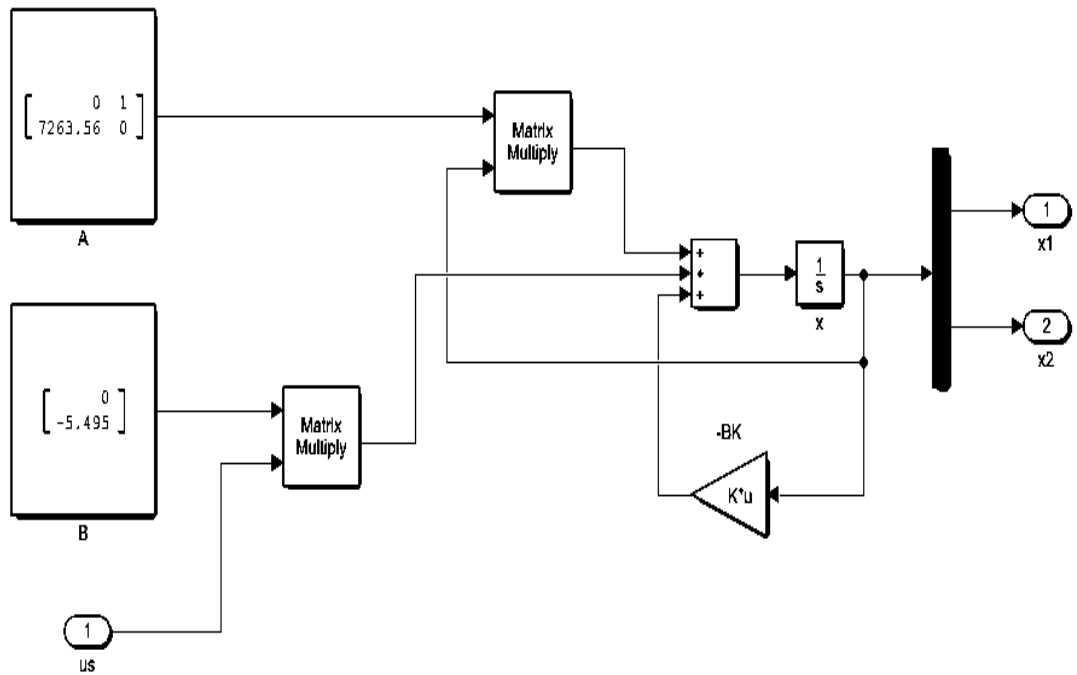 0 1
7263.56 0
A
Matrix
Multiply
+
+
+
1
s
x
1
x1
2
x2
0
-5.495
B
Matrix
Multiply
-BK
K*u
1
us